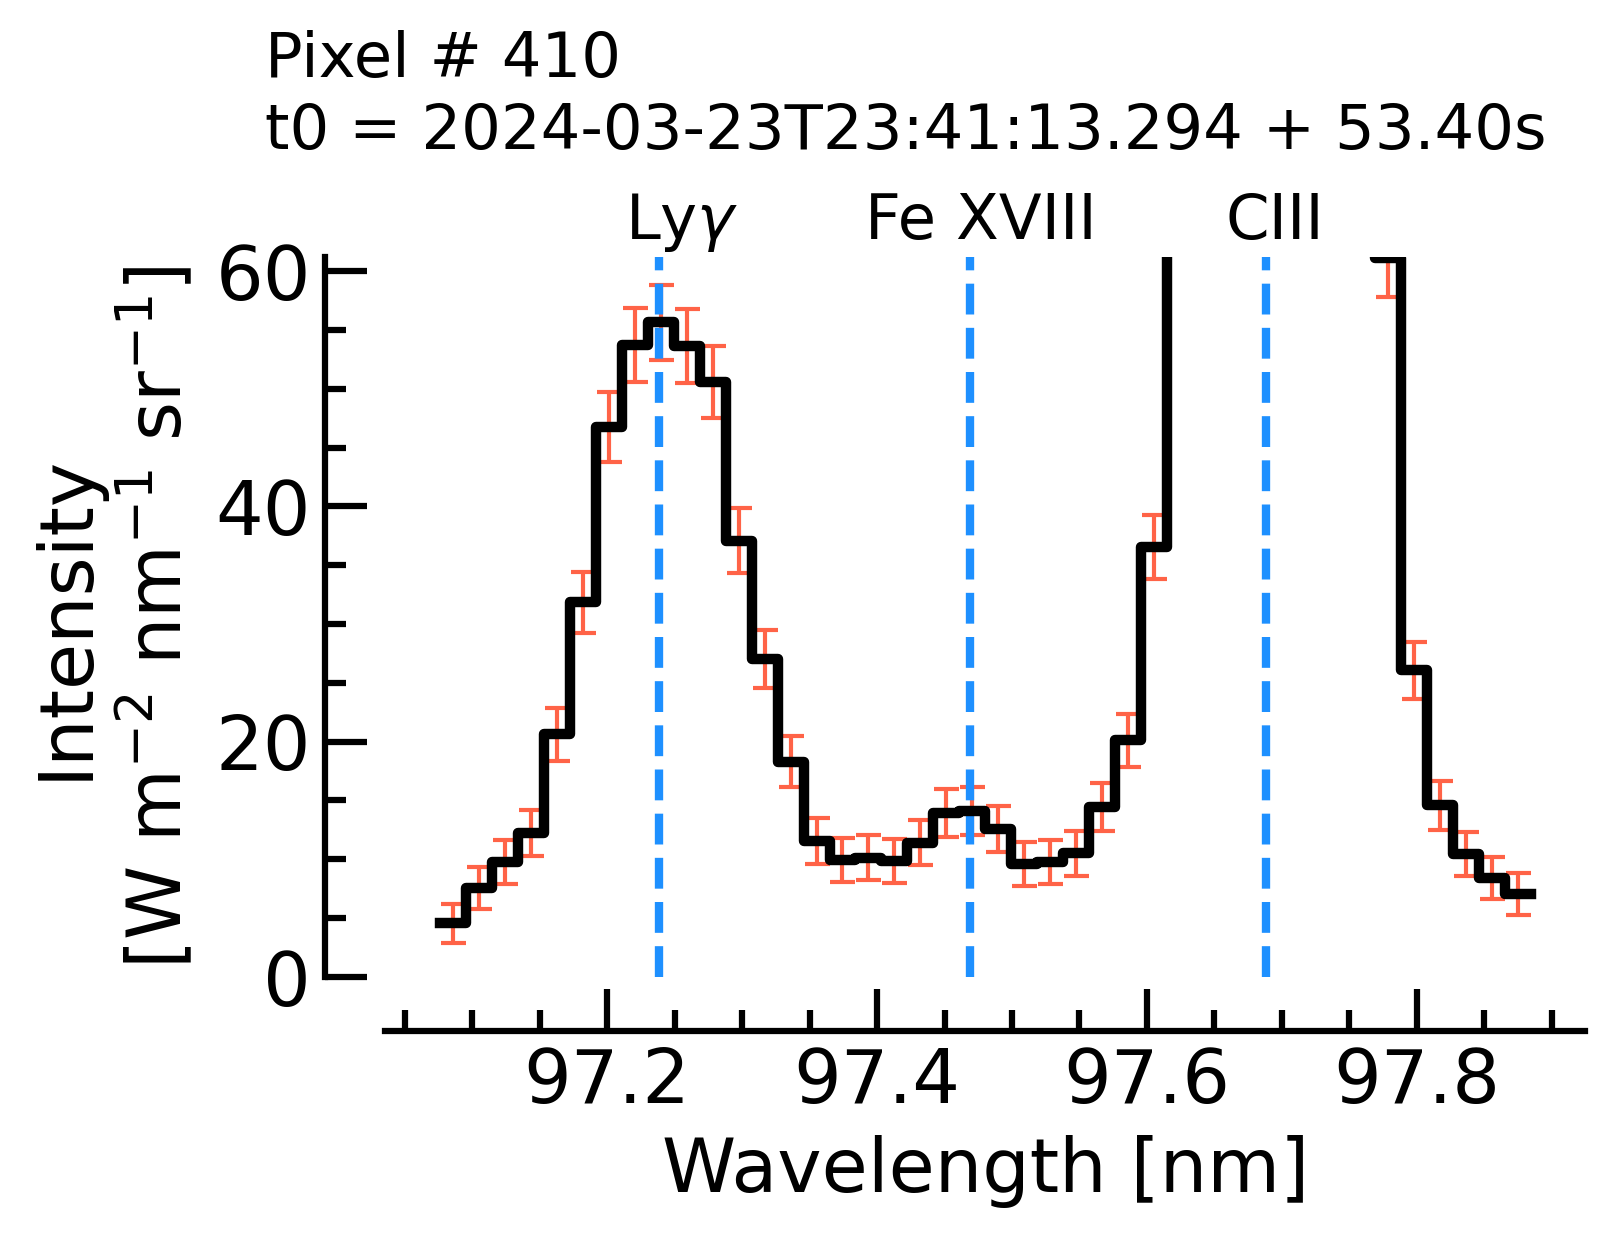 Pixel # 410
t0 = 2024-03-23T23:41:13.294 + 53.40s
Lyγ Fe XVIII CIII
Intensity
[W m⁻² nm⁻¹ sr⁻¹]
60
40
20
0
97.2 97.4 97.6 97.8
Wavelength [nm]